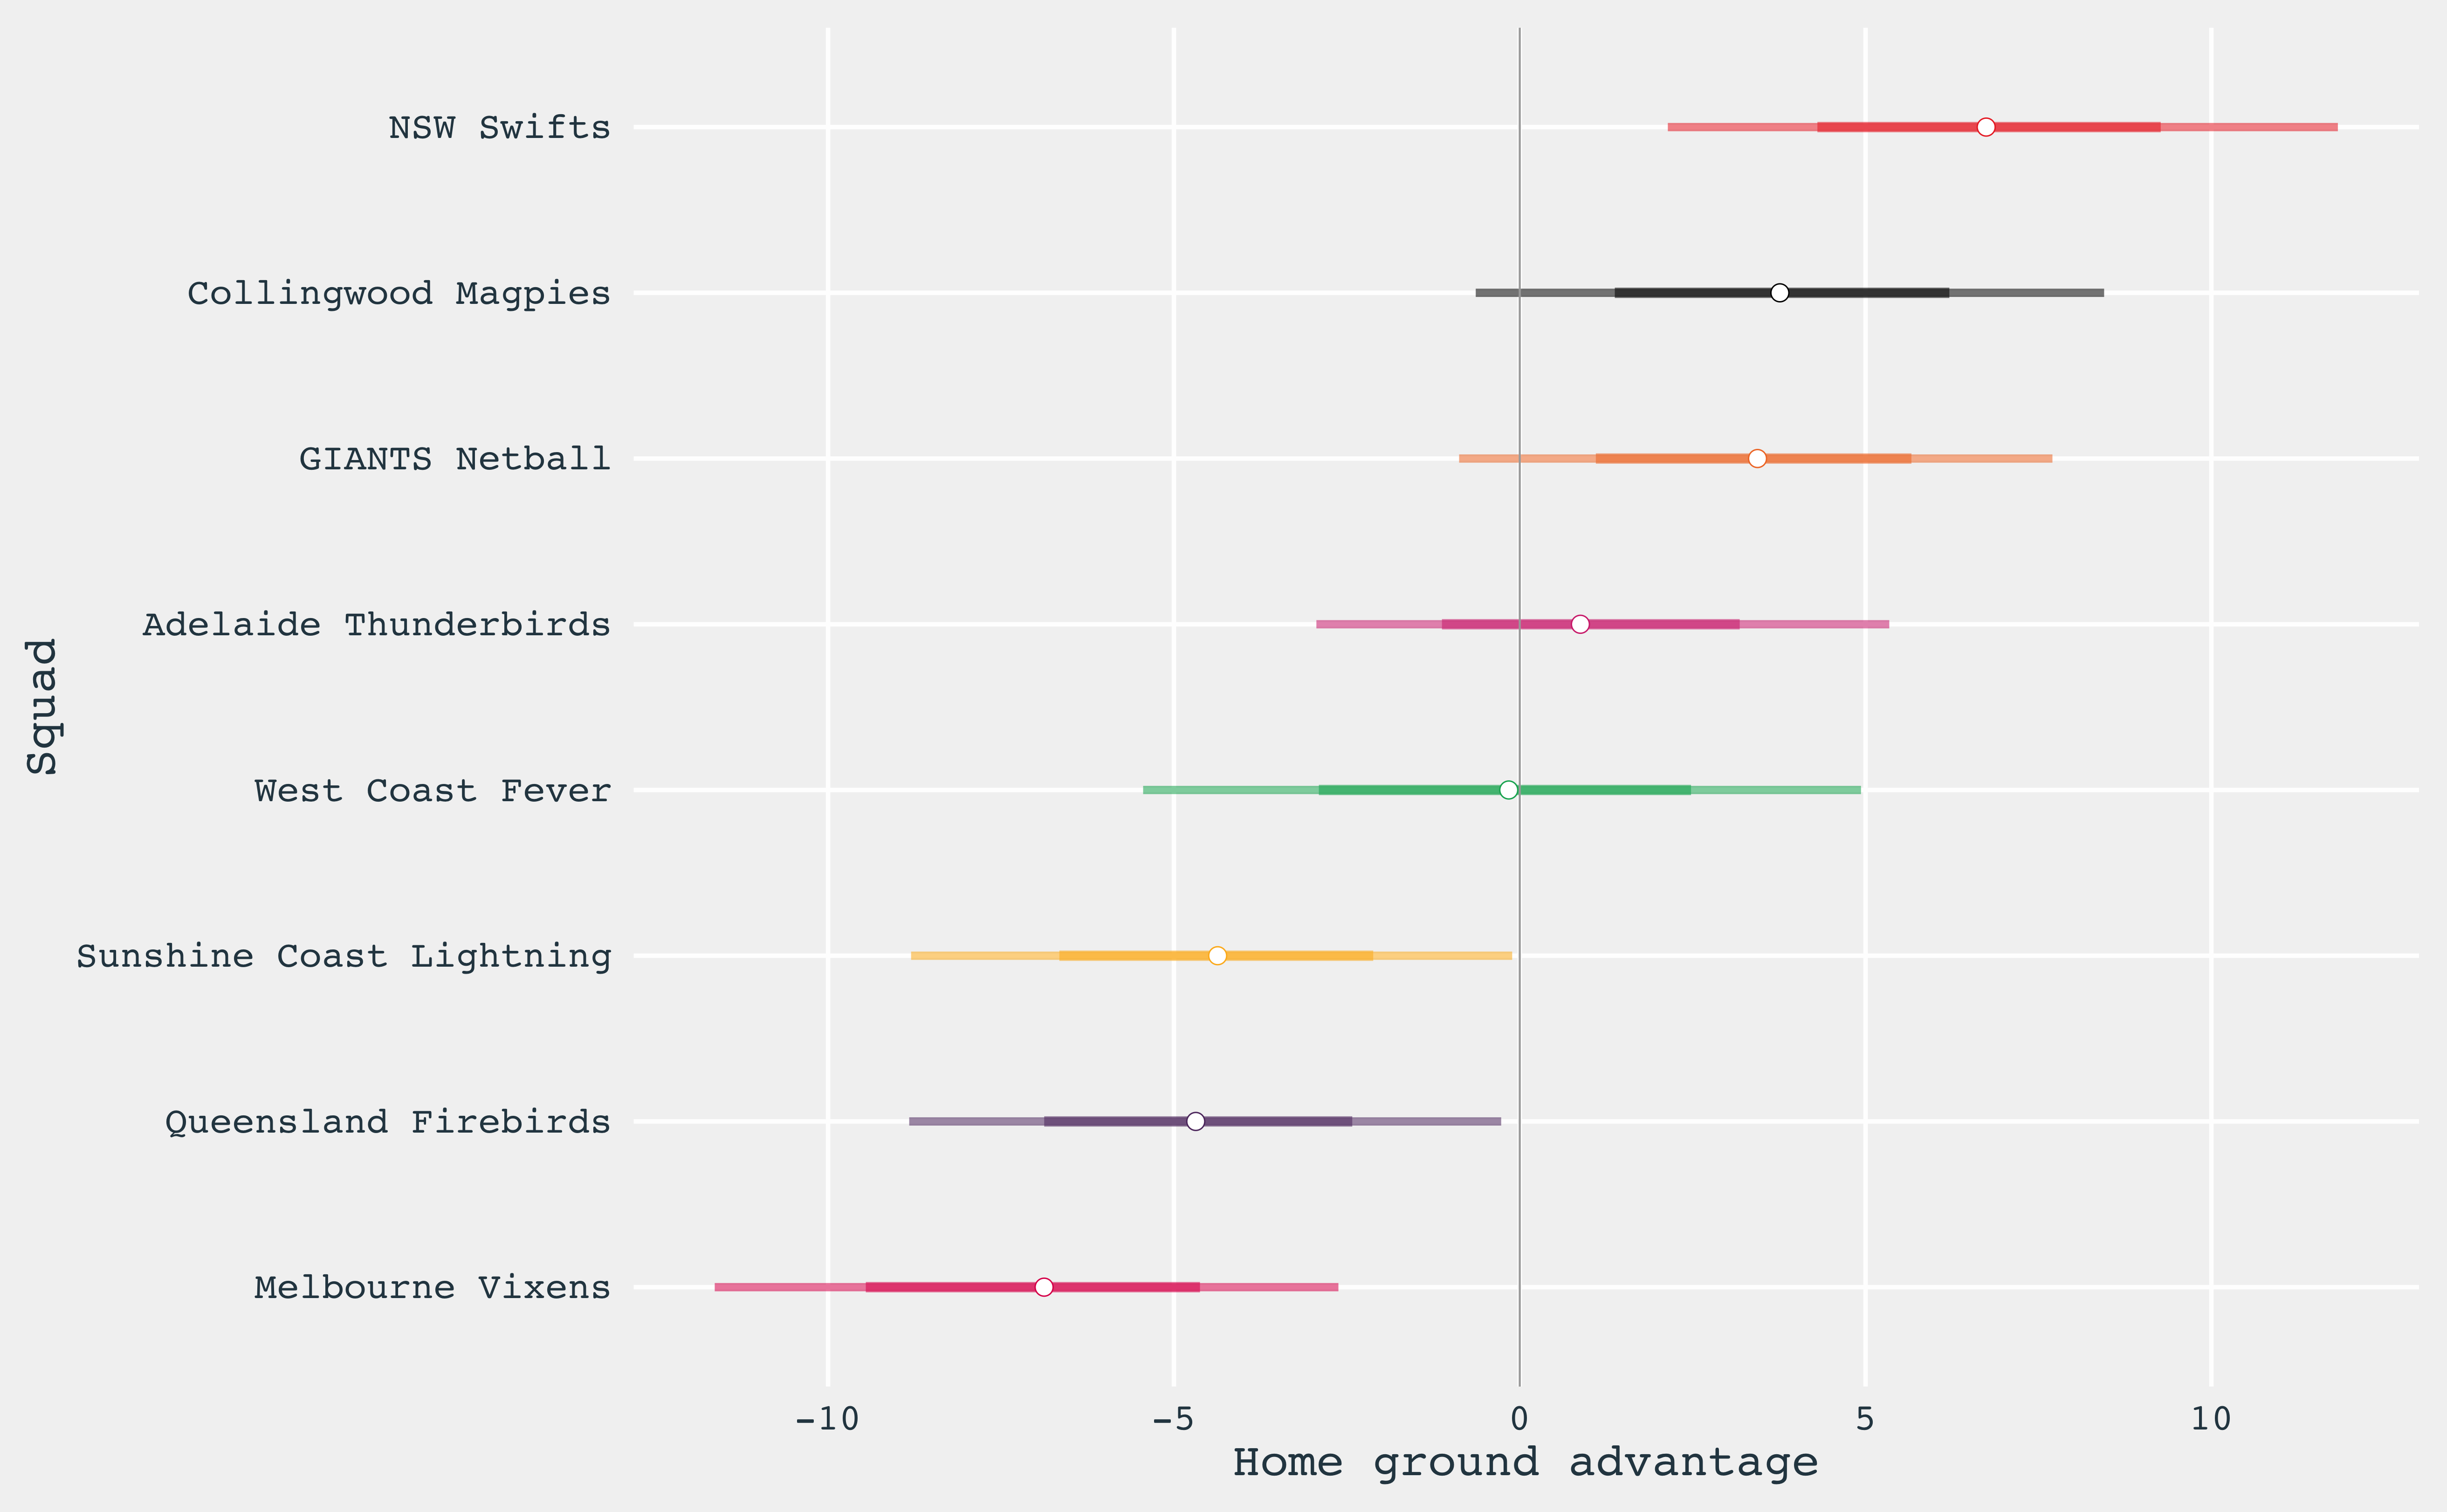 NSW Swifts
Collingwood Magpies
GIANTS Netball
Adelaide Thunderbirds
West Coast Fever
Sunshine Coast Lightning
Queensland Firebirds
Melbourne Vixens
Squad
-10 -5 0 5 10
Home ground advantage